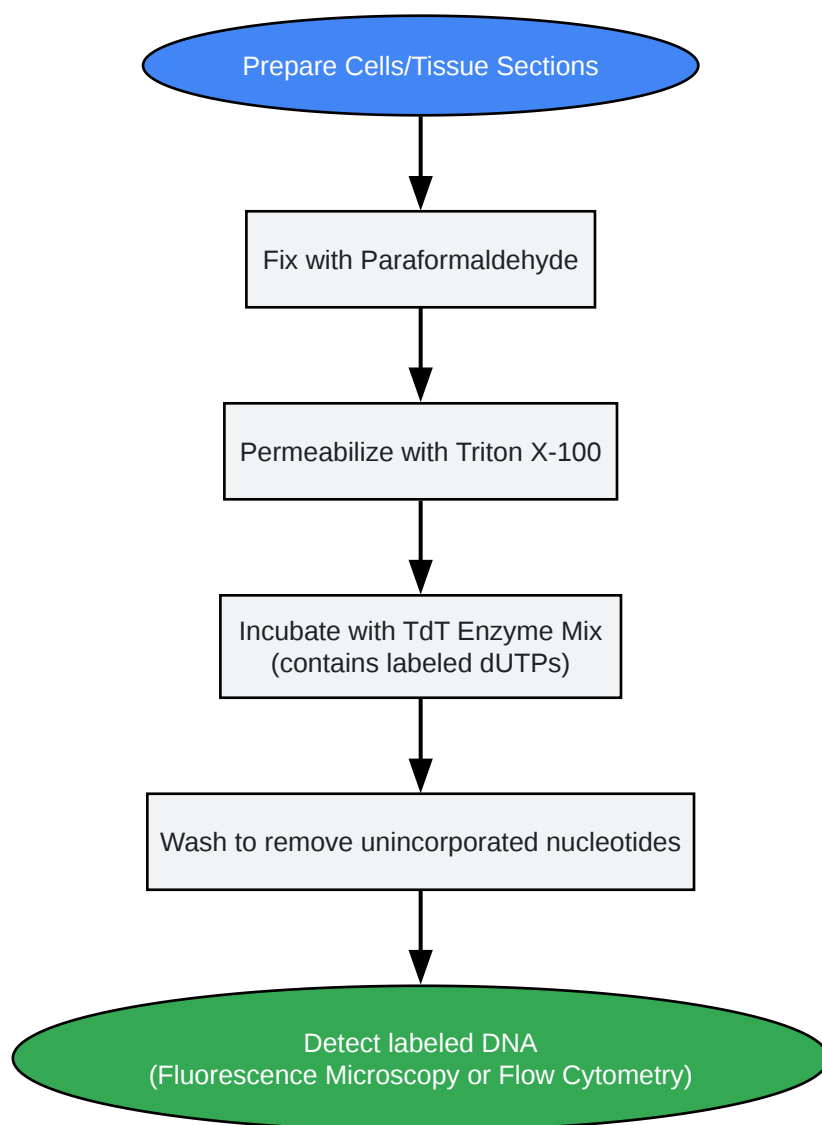 Prepare Cells/Tissue Sections
Fix with Paraformaldehyde
Permeabilize with Triton X-100
Incubate with TdT Enzyme Mix
(contains labeled dUTPs)
Wash to remove unincorporated nucleotides
Detect labeled DNA
(Fluorescence Microscopy or Flow Cytometry)